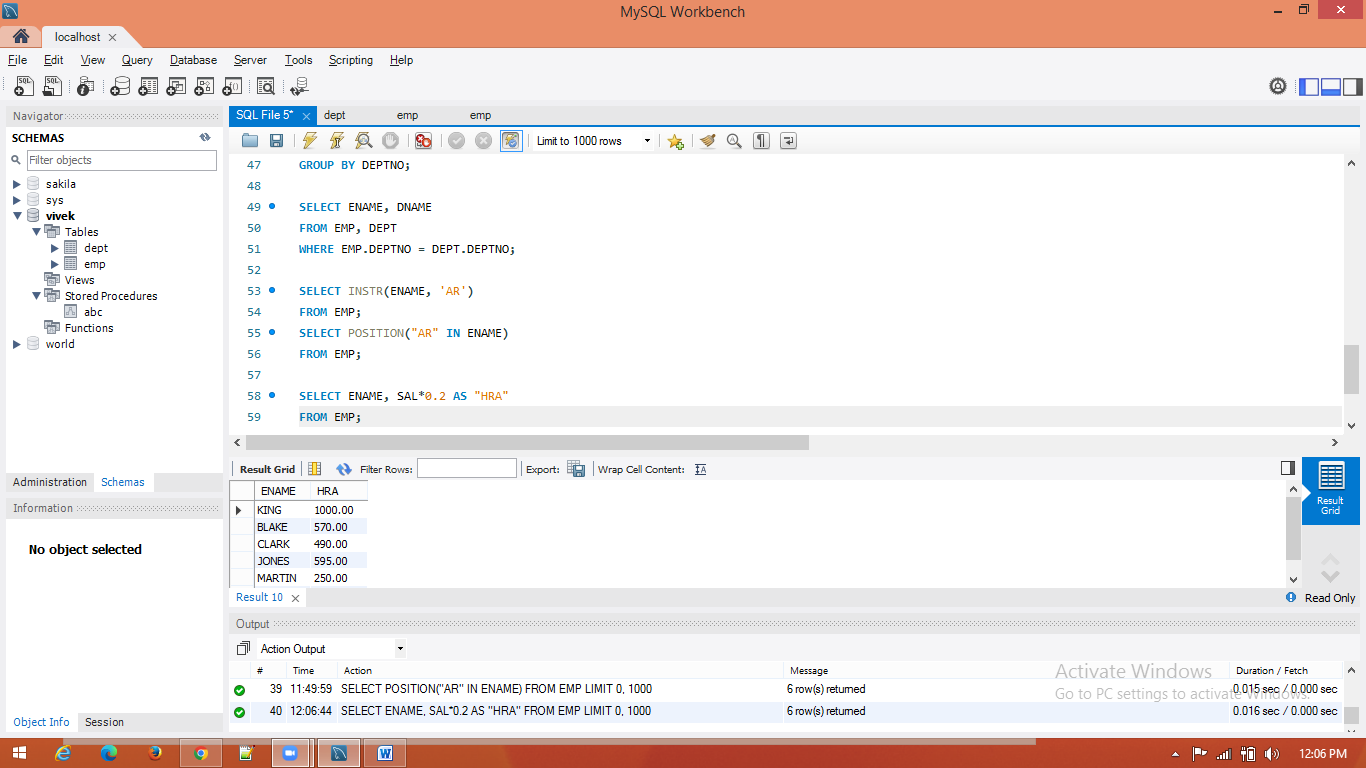 MySQL Workbench
localhost
File Edit View Query Database Server Tools Scripting Help
Navigator
SCHEMAS
Filter objects
sakila
sys
vivek
Tables
dept
emp
Views
Stored Procedures
abc
Functions
world
Administration Schemas
Information
No object selected
Object Info Session
SQL File 5* dept emp emp
Limit to 1000 rows
47 GROUP BY DEPTNO;
48
49 SELECT ENAME, DNAME
50 FROM EMP, DEPT
51 WHERE EMP.DEPTNO = DEPT.DEPTNO;
52
53 SELECT INSTR(ENAME, 'AR')
54 FROM EMP;
55 SELECT POSITION("AR" IN ENAME)
56 FROM EMP;
57
58 SELECT ENAME, SAL*0.2 AS "HRA"
59 FROM EMP;
Result Grid Filter Rows: Export: Wrap Cell Content:
ENAME HRA
KING 1000.00
BLAKE 570.00
CLARK 490.00
JONES 595.00
MARTIN 250.00
Result
Grid
Result 10
Read Only
Output
Action Output
# Time Action Message Duration / Fetch
39 11:49:59 SELECT POSITION("AR" IN ENAME) FROM EMP LIMIT 0, 1000 6 row(s) returned 0.015 sec / 0.000 sec
40 12:06:44 SELECT ENAME, SAL*0.2 AS "HRA" FROM EMP LIMIT 0, 1000 6 row(s) returned 0.016 sec / 0.000 sec
Activate Windows
Go to PC settings to activate Windows.
12:06 PM